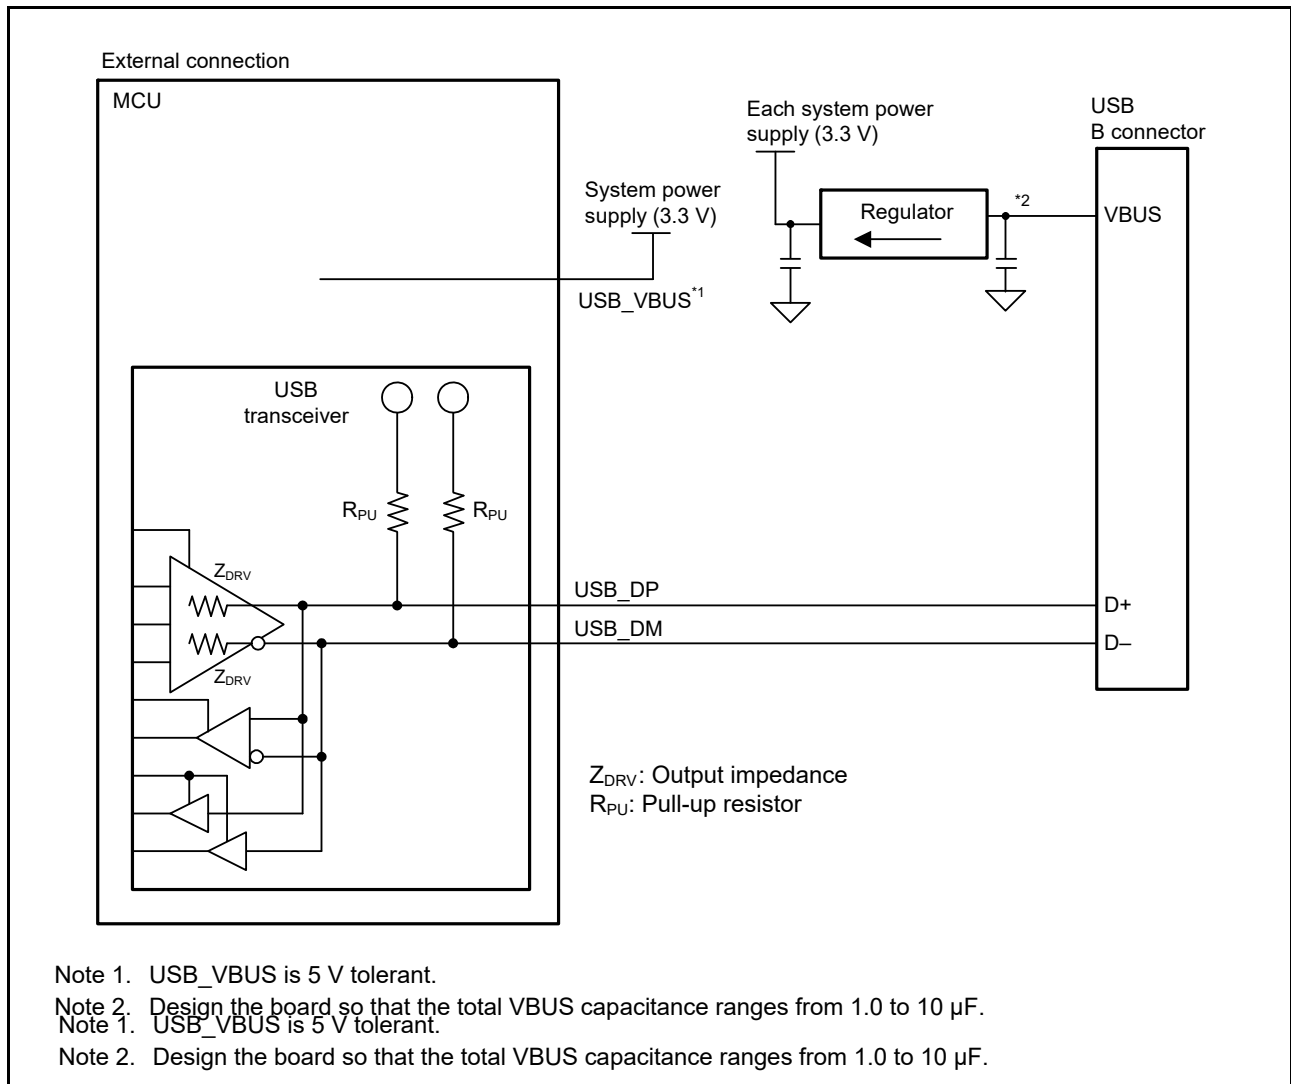 External connection
MCU
Each system power
supply (3.3 V)
USB
B connector
System power
supply (3.3 V)
Regulator
*2
VBUS
USB_VBUS*1
USB
transceiver
RPU
RPU
ZDRV
USB_DP
D+
USB_DM
D–
ZDRV
ZDRV: Output impedance
RPU: Pull-up resistor
Note 1. USB_VBUS is 5 V tolerant.
Note 2. Design the board so that the total VBUS capacitance ranges from 1.0 to 10 µF.
Note 1. USB_VBUS is 5 V tolerant.
Note 2. Design the board so that the total VBUS capacitance ranges from 1.0 to 10 µF.